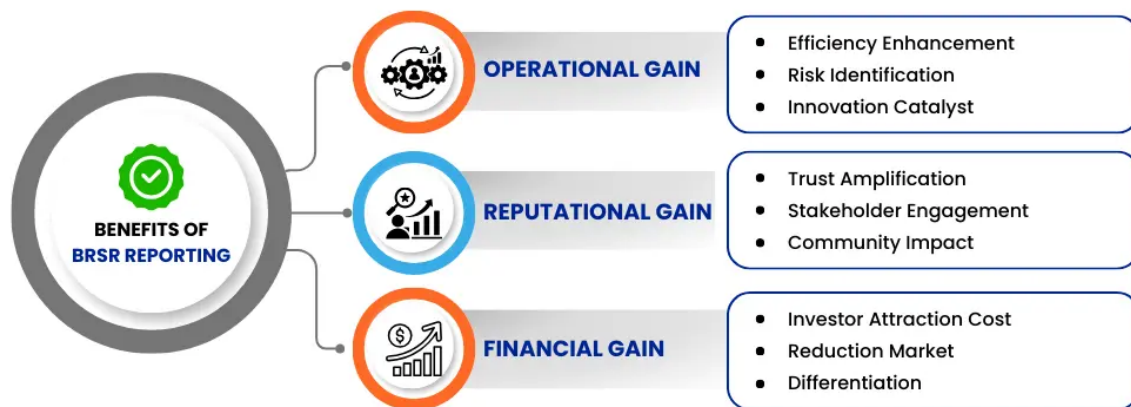 BENEFITS OF
BRSR REPORTING
OPERATIONAL GAIN
Efficiency Enhancement
Risk Identification
Innovation Catalyst
REPUTATIONAL GAIN
Trust Amplification
Stakeholder Engagement
Community Impact
FINANCIAL GAIN
Investor Attraction Cost
Reduction Market
Differentiation